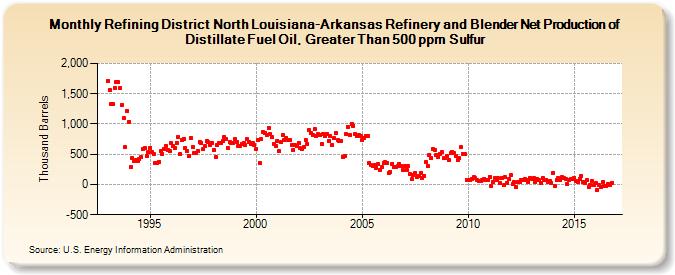 Monthly Refining District North Louisiana-Arkansas Refinery and Blender Net Production of
Distillate Fuel Oil, Greater Than 500 ppm Sulfur
Thousand Barrels
2,000
1,500
1,000
500
0
-500
1995
2000
2005
2010
2015
Source: U.S. Energy Information Administration